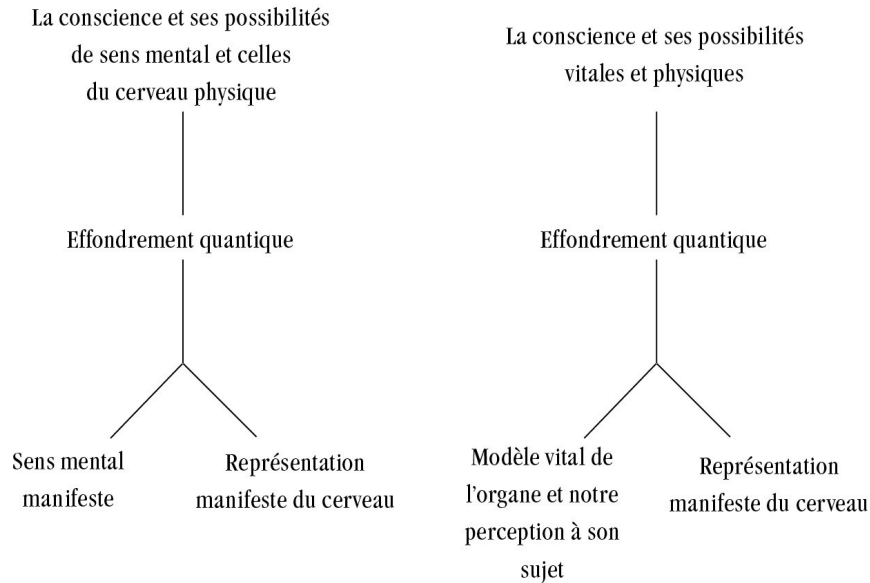 La conscience et ses possibilités
de sens mental et celles
du cerveau physique
Effondrement quantique
Sens mental
manifeste
Représentation
manifeste du cerveau
La conscience et ses possibilités
vitales et physiques
Effondrement quantique
Modèle vital de
l'organe et notre
perception à son
sujet
Représentation
manifeste du cerveau